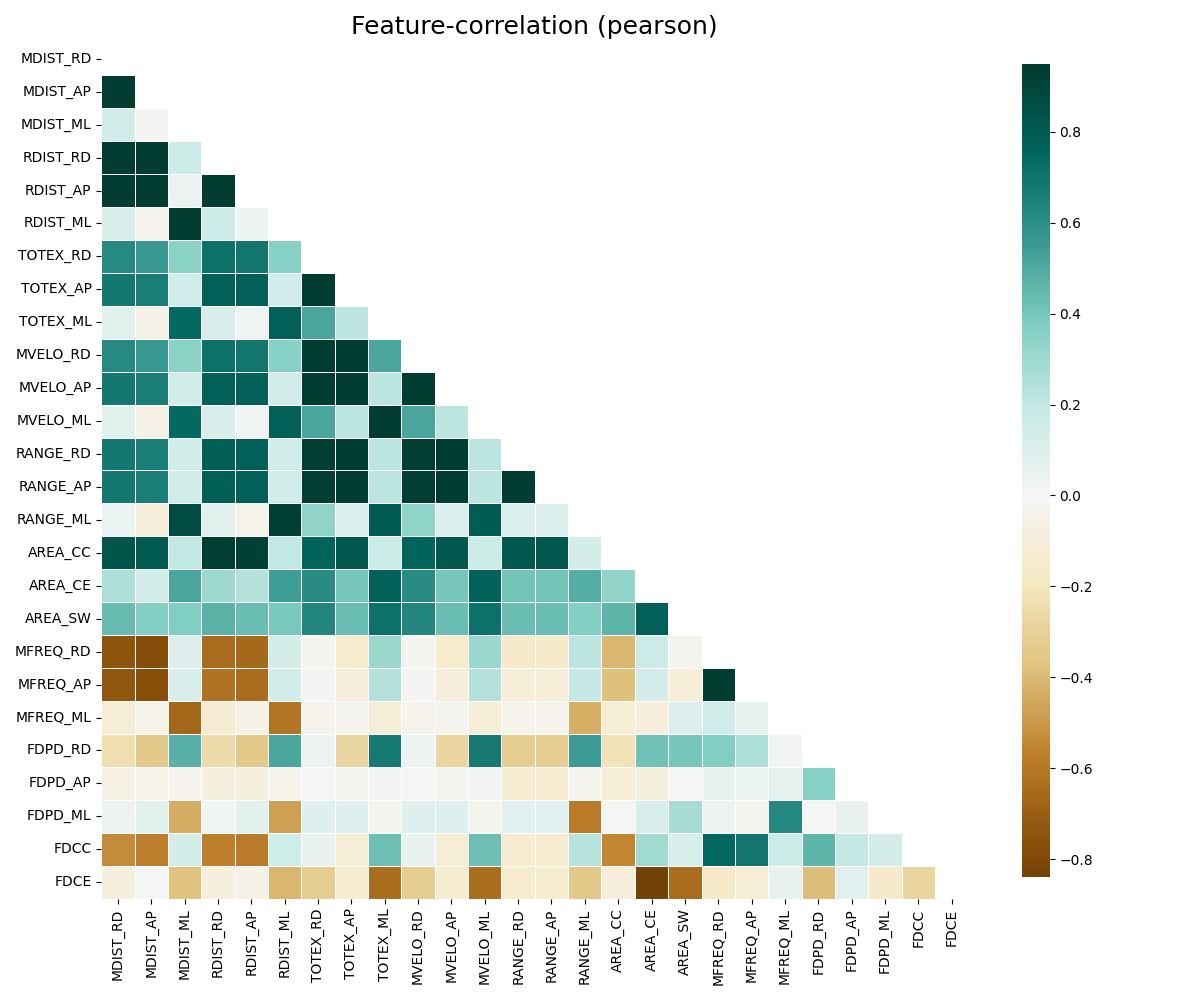 Feature-correlation (pearson)
MDIST_RD
MDIST_AP
MDIST_ML
RDIST_RD
RDIST_AP
RDIST_ML
TOTEX_RD
TOTEX_AP
TOTEX_ML
MVELO_RD
MVELO_AP
MVELO_ML
RANGE_RD
RANGE_AP
RANGE_ML
AREA_CC
AREA_CE
AREA_SW
MFREQ_RD
MFREQ_AP
MFREQ_ML
FDPD_RD
FDPD_AP
FDPD_ML
FDCC
FDCE
MDIST_RD
MDIST_AP
MDIST_ML
RDIST_RD
RDIST_AP
RDIST_ML
TOTEX_RD
TOTEX_AP
TOTEX_ML
MVELO_RD
MVELO_AP
MVELO_ML
RANGE_RD
RANGE_AP
RANGE_ML
AREA_CC
AREA_CE
AREA_SW
MFREQ_RD
MFREQ_AP
MFREQ_ML
FDPD_RD
FDPD_AP
FDPD_ML
FDCC
FDCE
0.8
0.6
0.4
0.2
0.0
−0.2
−0.4
−0.6
−0.8